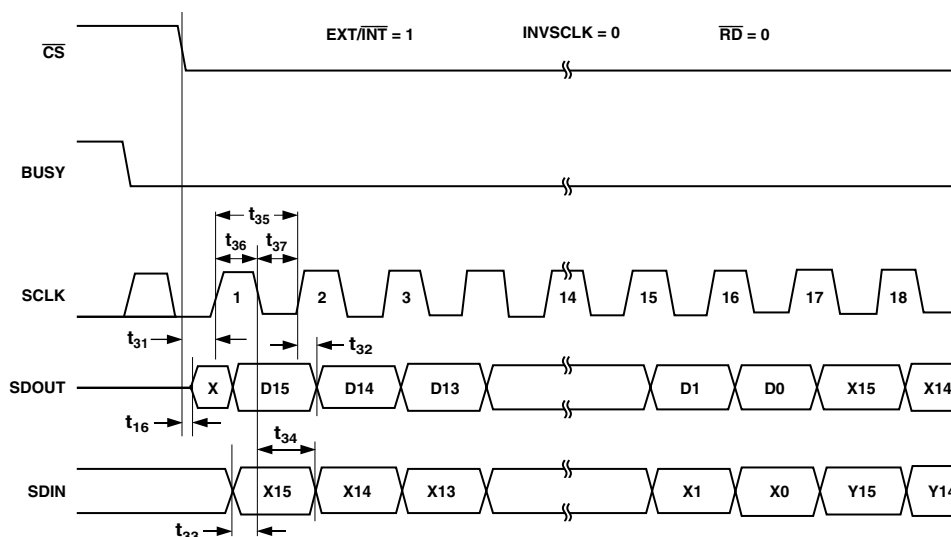 EXT/INT = 1 INVSCLK = 0 RD = 0
CS
BUSY
t35
t36 t37
SCLK 1 2 3 14 15 16 17 18
t31 t32
SDOUT X D15 D14 D13 D1 D0 X15 X14
t16 t34
SDIN X15 X14 X13 X1 X0 Y15 Y14
t33